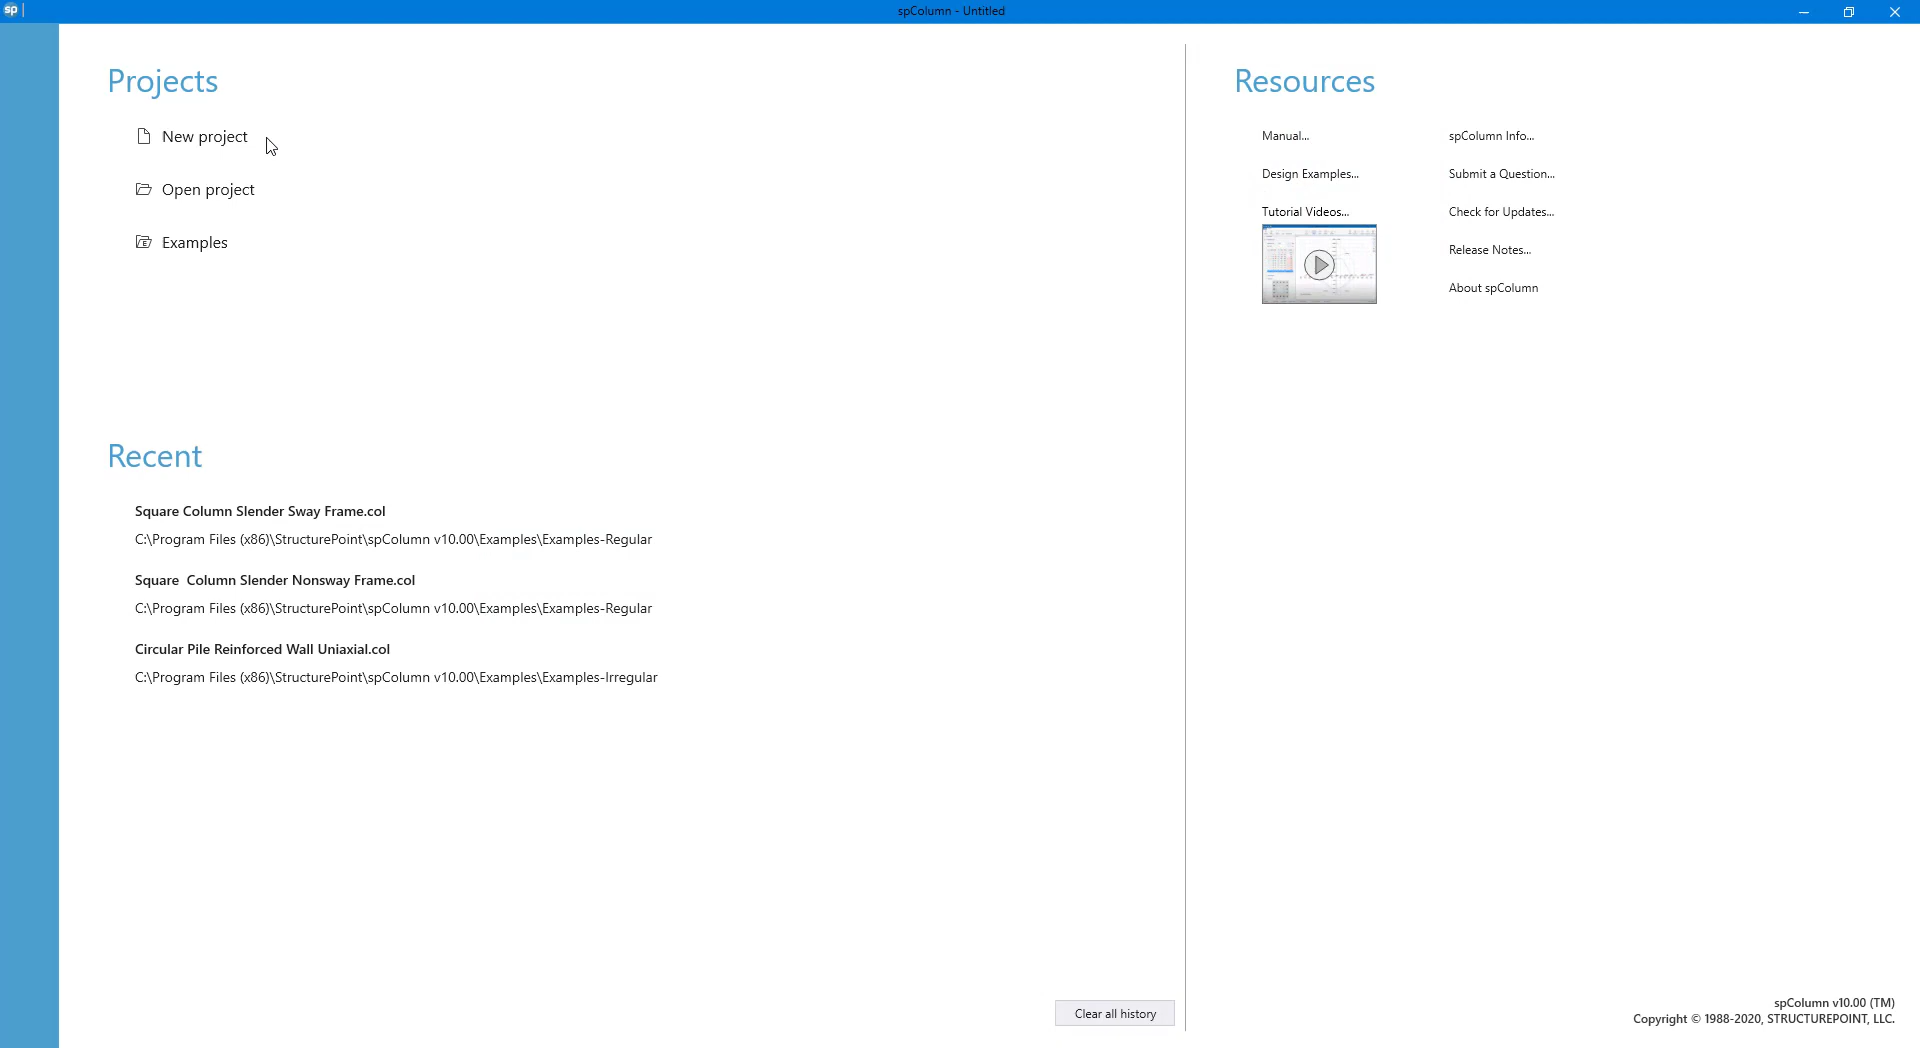 sp
spColumn - Untitled
Projects
New project
Open project
Examples
Recent
Square Column Slender Sway Frame.col
C:\Program Files (x86)\StructurePoint\spColumn v10.00\Examples\Examples-Regular
Square  Column Slender Nonsway Frame.col
C:\Program Files (x86)\StructurePoint\spColumn v10.00\Examples\Examples-Regular
Circular Pile Reinforced Wall Uniaxial.col
C:\Program Files (x86)\StructurePoint\spColumn v10.00\Examples\Examples-Irregular
Clear all history
Resources
Manual...
Design Examples...
Tutorial Videos...
spColumn Info...
Submit a Question...
Check for Updates...
Release Notes...
About spColumn
spColumn v10.00 (TM)
Copyright © 1988-2020, STRUCTUREPOINT, LLC.